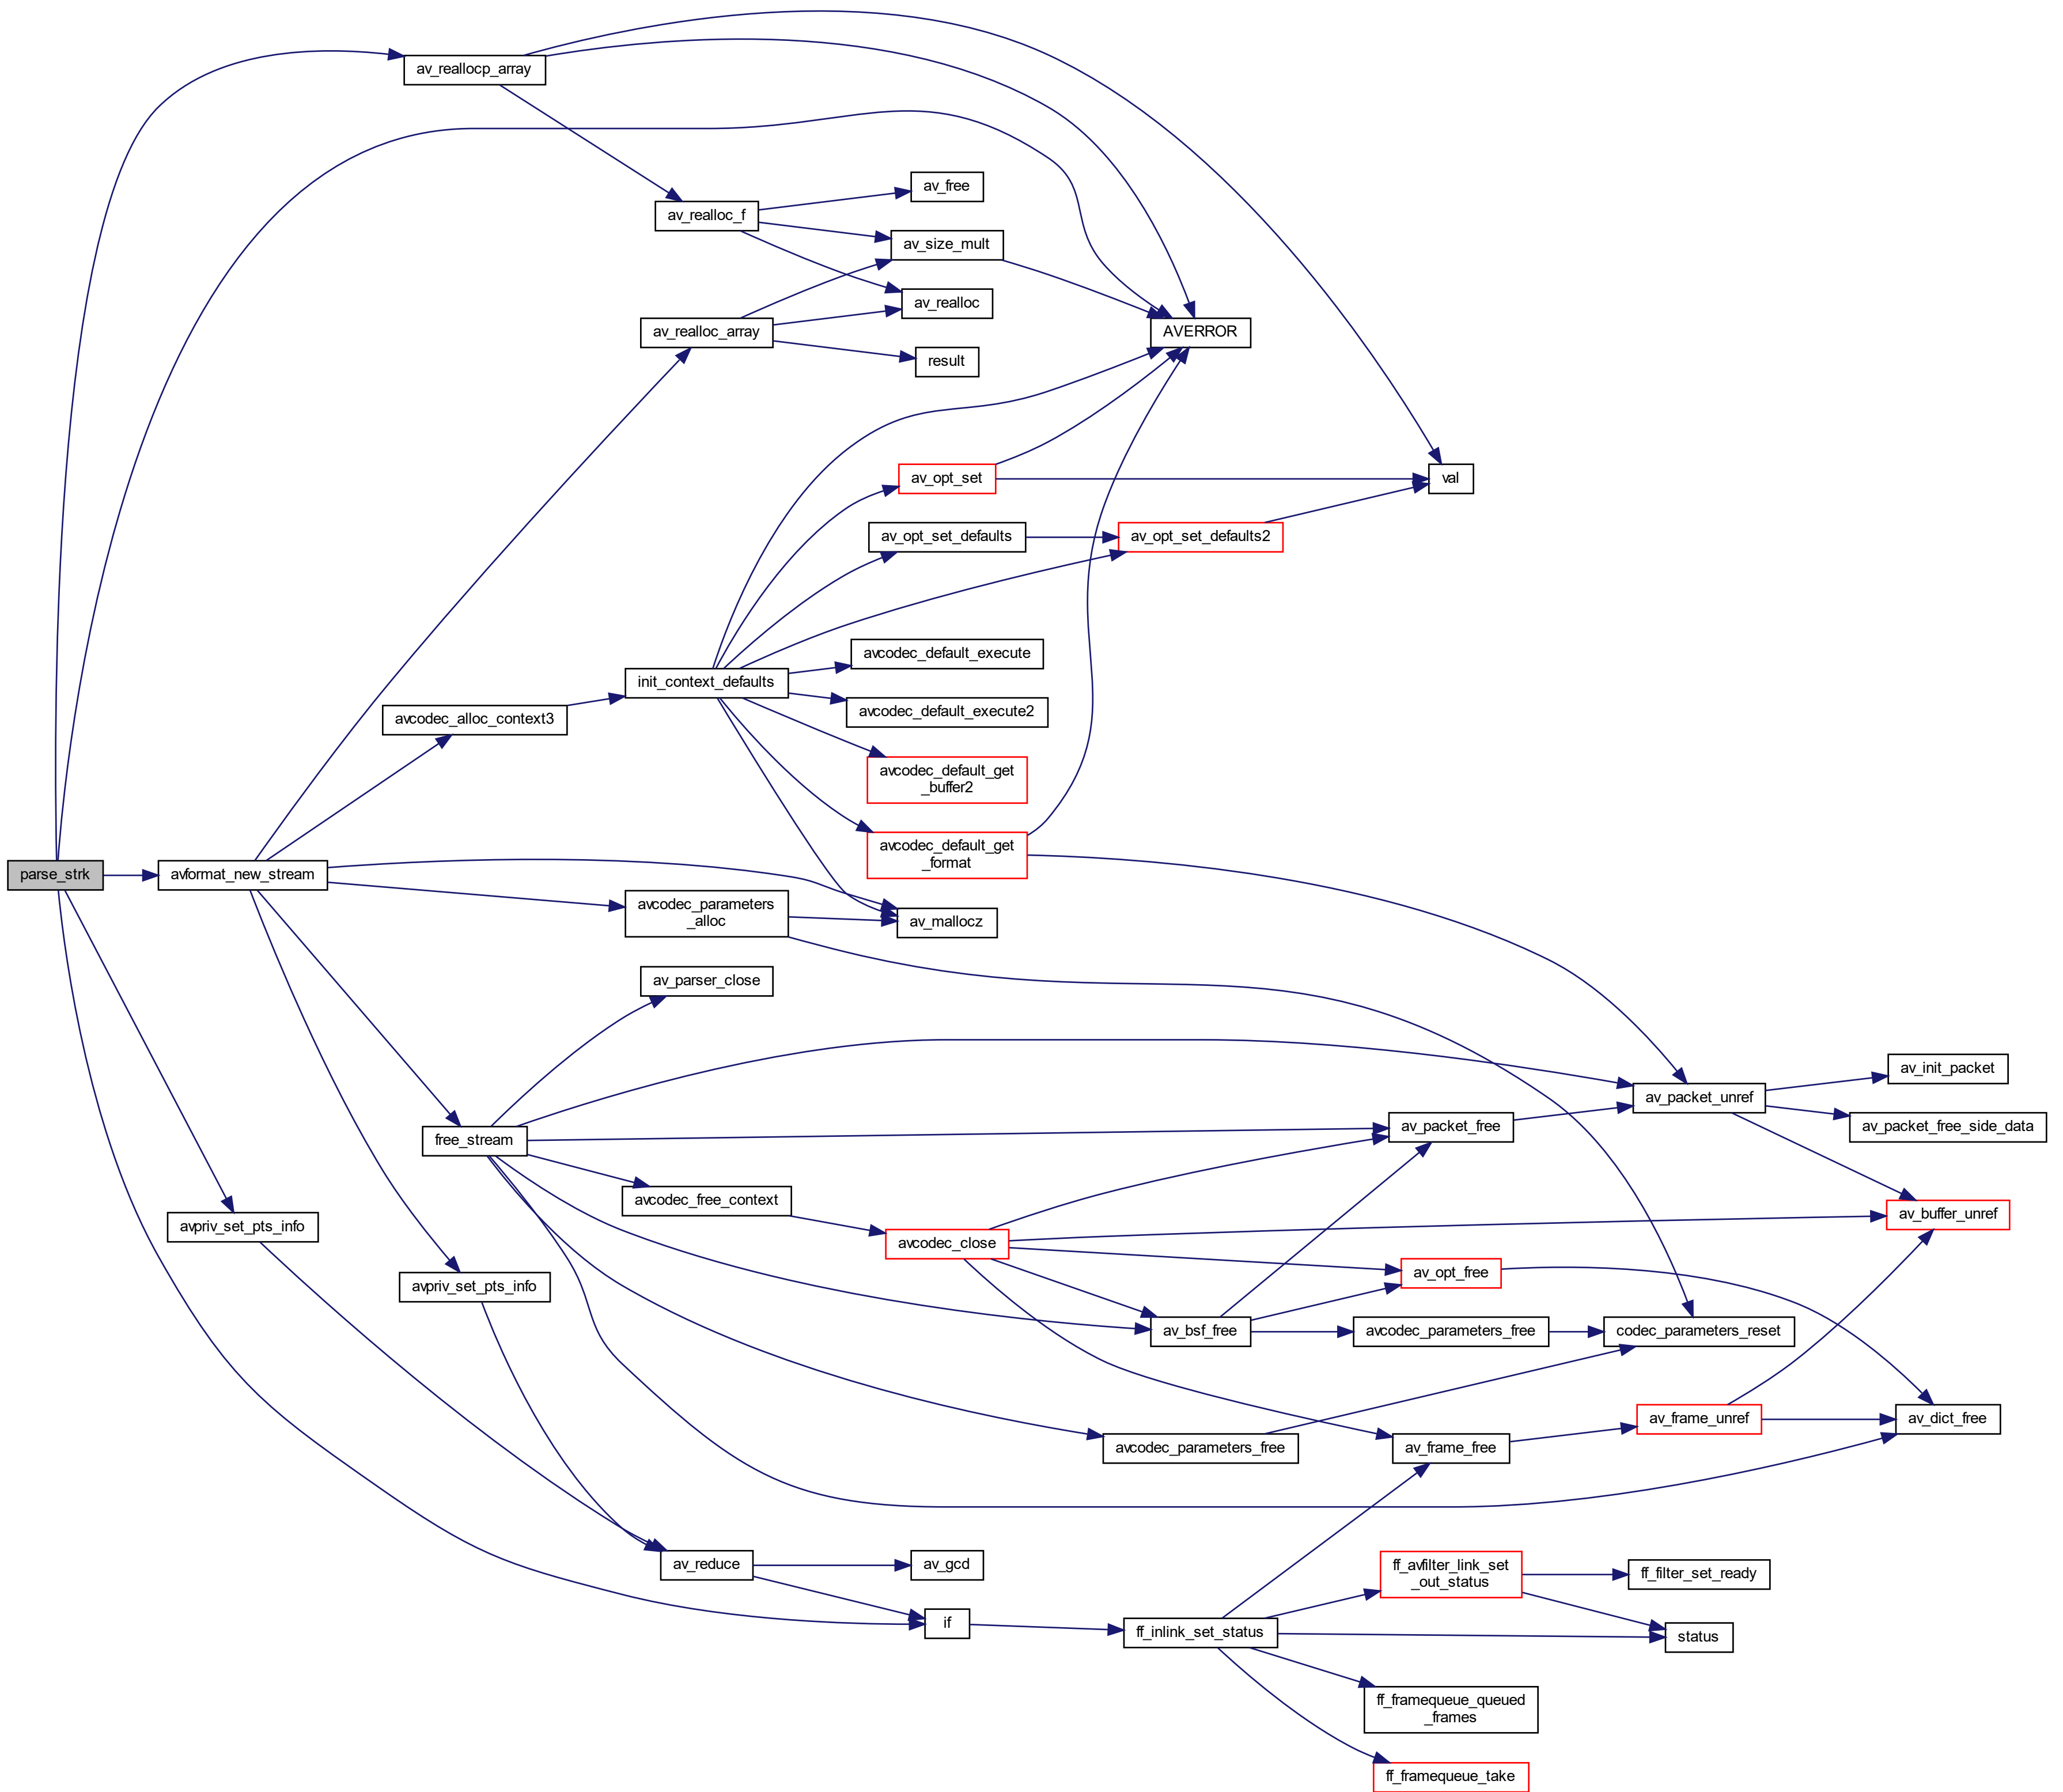 av_reallocp_array
av_free
av_realloc_f
av_size_mult
av_realloc
AVERROR
av_realloc_array
result
av_opt_set
val
av_opt_set_defaults
av_opt_set_defaults2
avcodec_default_execute
init_context_defaults
avcodec_default_execute2
avcodec_alloc_context3
avcodec_default_get
_buffer2
avcodec_default_get
_format
parse_strk
avformat_new_stream
avcodec_parameters
_alloc
av_mallocz
av_parser_close
av_init_packet
av_packet_unref
av_packet_free
av_packet_free_side_data
free_stream
avcodec_free_context
av_buffer_unref
avpriv_set_pts_info
avcodec_close
av_opt_free
avpriv_set_pts_info
av_bsf_free
avcodec_parameters_free
codec_parameters_reset
av_frame_unref
av_dict_free
avcodec_parameters_free
av_frame_free
av_reduce
av_gcd
ff_avfilter_link_set
_out_status
ff_filter_set_ready
if
ff_inlink_set_status
status
ff_framequeue_queued
_frames
ff_framequeue_take